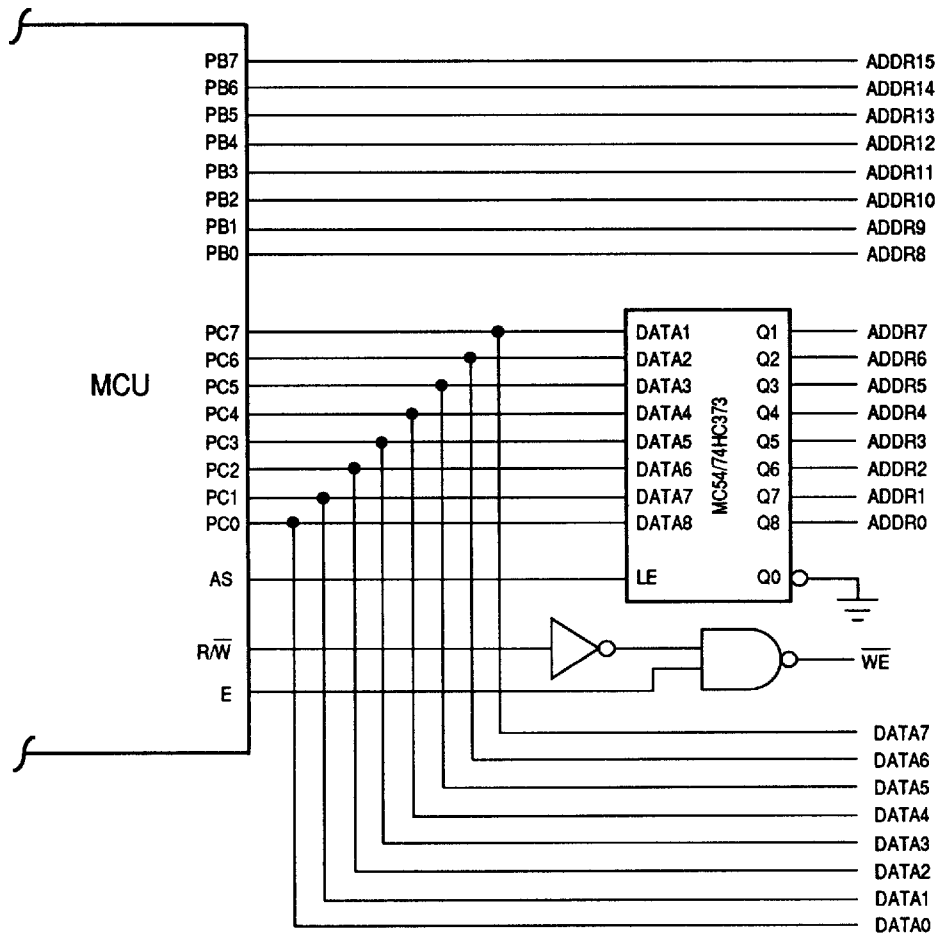 PB7 ADDR15
PB6 ADDR14
PB5 ADDR13
PB4 ADDR12
PB3 ADDR11
PB2 ADDR10
PB1 ADDR9
PB0 ADDR8
MCU
PC7 DATA1 Q1 ADDR7
PC6 DATA2 Q2 ADDR6
PC5 DATA3 Q3 ADDR5
PC4 DATA4 Q4 ADDR4
PC3 DATA5 Q5 ADDR3
PC2 DATA6 Q6 ADDR2
PC1 DATA7 Q7 ADDR1
PC0 DATA8 Q8 ADDR0
MC54/74HC373
AS LE Q0
R/W̅ W̅E̅
E
DATA7
DATA6
DATA5
DATA4
DATA3
DATA2
DATA1
DATA0